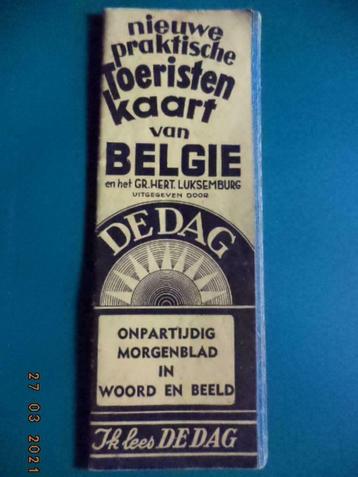 nieuwe
praktische
Toeristen
kaart
van
BELGIE
en het GR. HERT. LUKSEMBURG
UITGEGEVEN DOOR
DE DAG
ONPARTIJDIG
MORGENBLAD
IN
WOORD EN BEELD
Ik lees DE DAG
27 03 2021